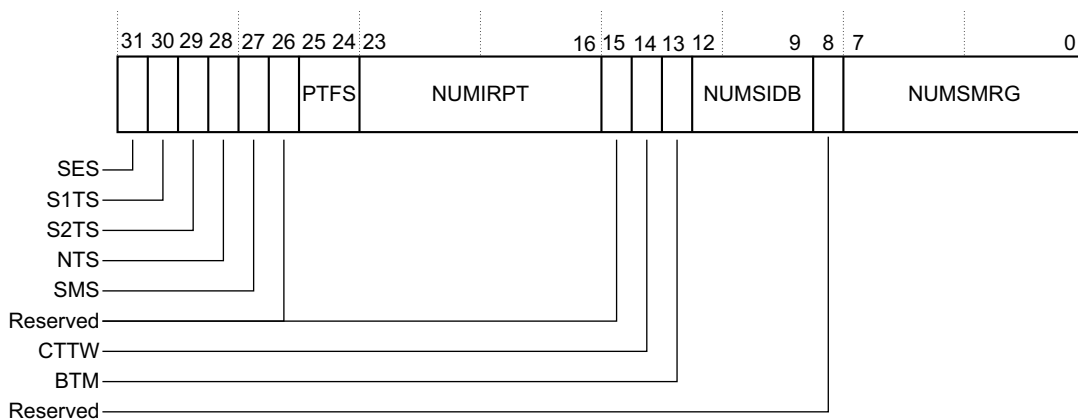 31 30 29 28 27 26 25 24 23 16 15 14 13 12 9 8 7 0
PTFS NUMIRPT NUMSIDB NUMSMRG
SES
S1TS
S2TS
NTS
SMS
Reserved
CTTW
BTM
Reserved